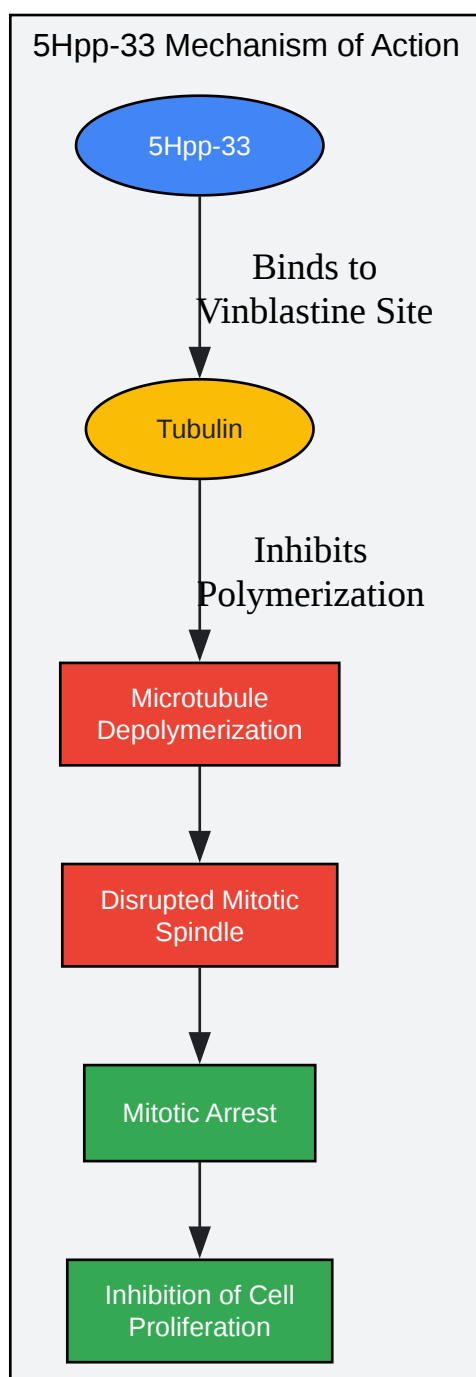 5Hpp-33 Mechanism of Action
5Hpp-33
Binds to
Vinblastine Site
Tubulin
Inhibits
Polymerization
Microtubule
Depolymerization
Disrupted Mitotic
Spindle
Mitotic Arrest
Inhibition of Cell
Proliferation